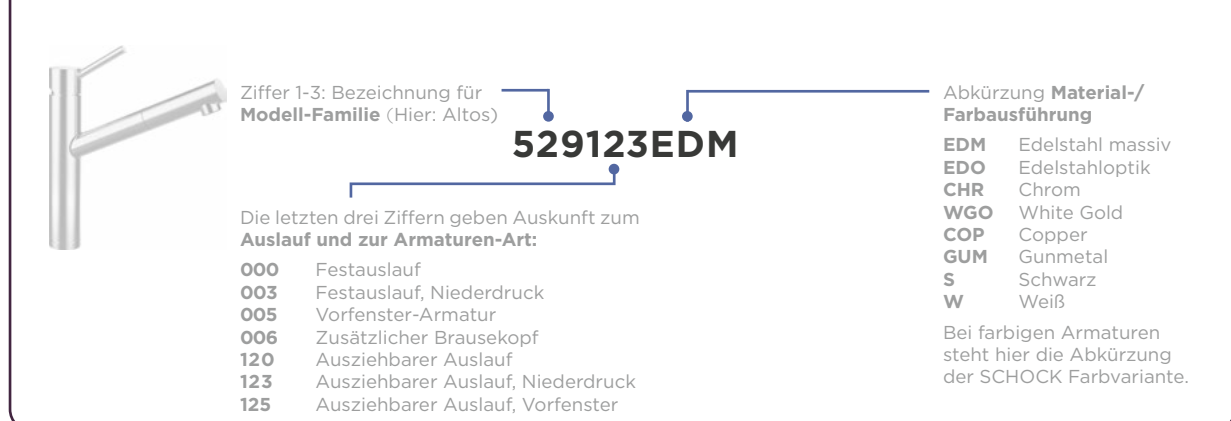 Ziffer 1-3: Bezeichnung für
Modell-Familie (Hier: Altos)
529123EDM
Die letzten drei Ziffern geben Auskunft zum
Auslauf und zur Armaturen-Art:
000 Festauslauf
003 Festauslauf, Niederdruck
005 Vorfenster-Armatur
006 Zusätzlicher Brausekopf
120 Ausziehbarer Auslauf
123 Ausziehbarer Auslauf, Niederdruck
125 Ausziehbarer Auslauf, Vorfenster
Abkürzung Material-/
Farbausführung
EDM Edelstahl massiv
EDO Edelstahloptik
CHR Chrom
WGO White Gold
COP Copper
GUM Gunmetal
S Schwarz
W Weiß
Bei farbigen Armaturen
steht hier die Abkürzung
der SCHOCK Farbvariante.